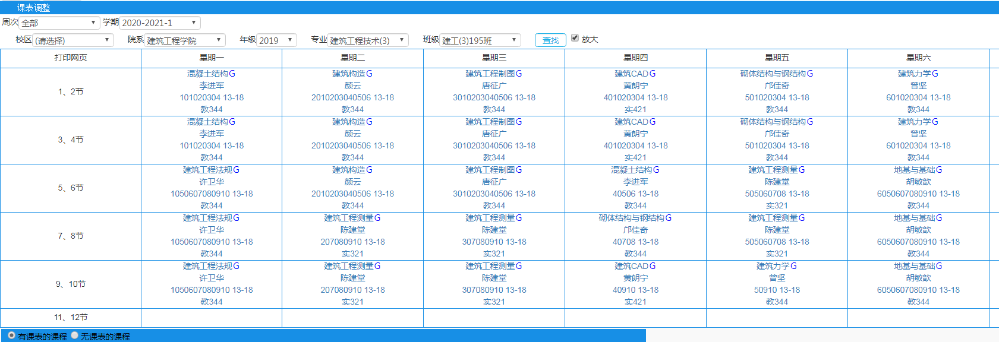 课表调整
周次 全部 学期 2020-2021-1
校区 (请选择) 院系 建筑工程学院 年级 2019 专业 建筑工程技术(3) 班级 建工(3)195班 查找 放大
打印网页 星期一 星期二 星期三 星期四 星期五 星期六
混凝土结构G 建筑构造G 建筑工程制图G 建筑CAD G 砌体结构与钢结构G 建筑力学G
李进军 颜云 唐征广 黄朗宁 邝佳奇 曾坚
1、2节
101020304 13-18 2010203040506 13-18 3010203040506 13-18 401020304 13-18 501020304 13-18 601020304 13-18
教344 教344 教344 实421 教344 教344
混凝土结构G 建筑构造G 建筑工程制图G 建筑CAD G 砌体结构与钢结构G 建筑力学G
李进军 颜云 唐征广 黄朗宁 邝佳奇 曾坚
3、4节
101020304 13-18 2010203040506 13-18 3010203040506 13-18 401020304 13-18 501020304 13-18 601020304 13-18
教344 教344 教344 实421 教344 教344
建筑工程法规G 建筑构造G 建筑工程制图G 混凝土结构G 建筑工程测量G 地基与基础G
许卫华 颜云 唐征广 李进军 陈建堂 胡敏歆
5、6节
1050607080910 13-18 2010203040506 13-18 3010203040506 13-18 40506 13-18 505060708 13-18 6050607080910 13-18
教344 教344 教344 教344 实321 教344
建筑工程法规G 建筑工程测量G 建筑工程测量G 砌体结构与钢结构G 建筑工程测量G 地基与基础G
许卫华 陈建堂 陈建堂 邝佳奇 陈建堂 胡敏歆
7、8节
1050607080910 13-18 207080910 13-18 307080910 13-18 40708 13-18 505060708 13-18 6050607080910 13-18
教344 实321 实321 教344 实321 教344
建筑工程法规G 建筑工程测量G 建筑工程测量G 建筑CAD G 建筑力学G 地基与基础G
许卫华 陈建堂 陈建堂 黄朗宁 曾坚 胡敏歆
9、10节
1050607080910 13-18 207080910 13-18 307080910 13-18 40910 13-18 50910 13-18 6050607080910 13-18
教344 实321 实321 实421 教344 教344
11、12节
有课表的课程 无课表的课程